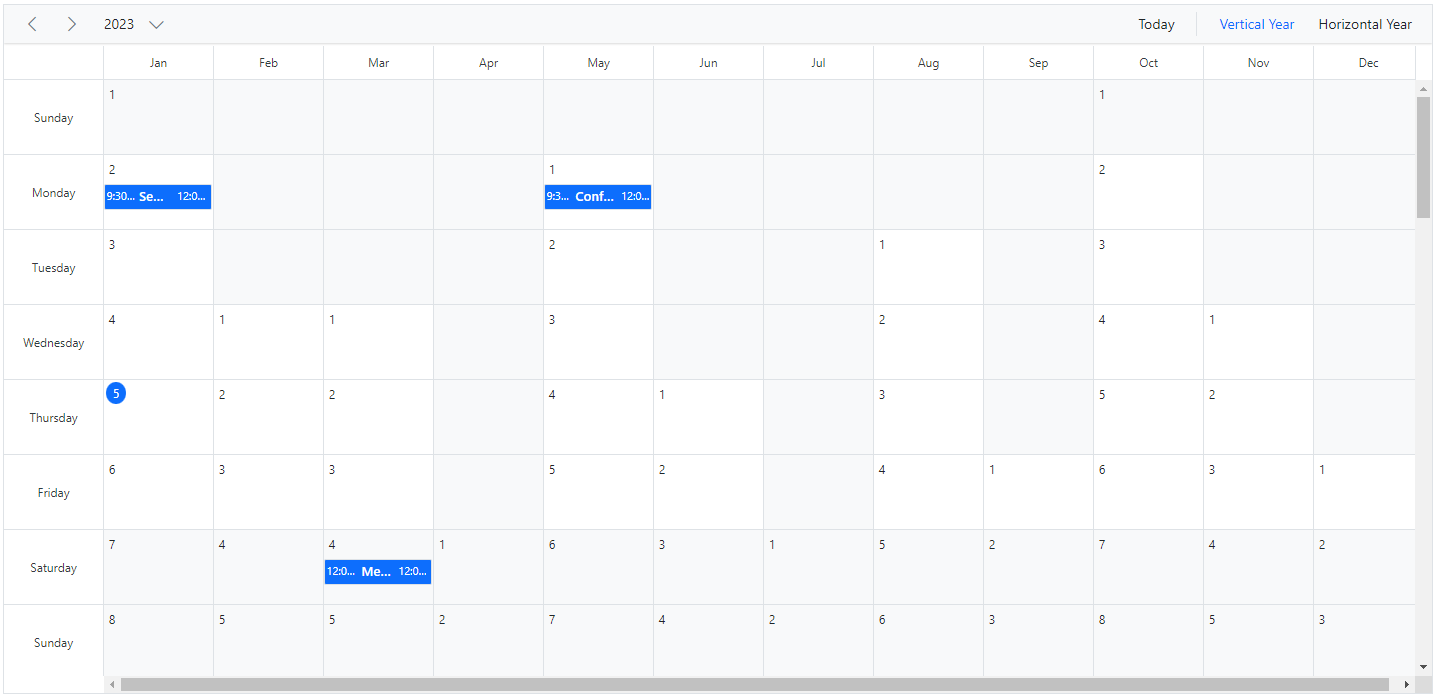 2023 Today Vertical Year Horizontal Year
Jan Feb Mar Apr May Jun Jul Aug Sep Oct Nov Dec
Sunday 1 1
Monday 2 1 2
9:30... Se... 12:0... 9:3... Conf... 12:0...
Tuesday 3 2 1 3
Wednesday 4 1 1 3 2 4 1
Thursday 5 2 2 4 1 3 5 2
Friday 6 3 3 5 2 4 1 6 3 1
Saturday 7 4 4 1 6 3 1 5 2 7 4 2
12:0... Me... 12:0...
Sunday 8 5 5 2 7 4 2 6 3 8 5 3